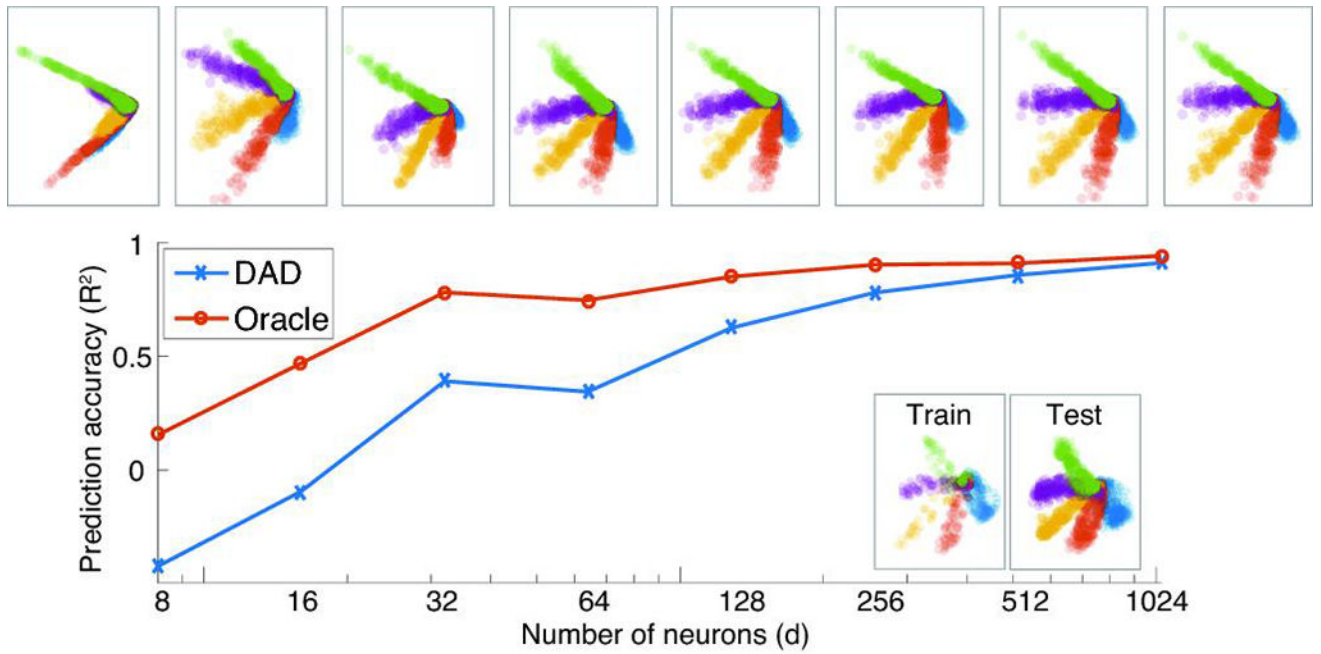 1
DAD
Oracle
0.5
0
Prediction accuracy (R²)
Train
Test
8 16 32 64 128 256 512 1024
Number of neurons (d)